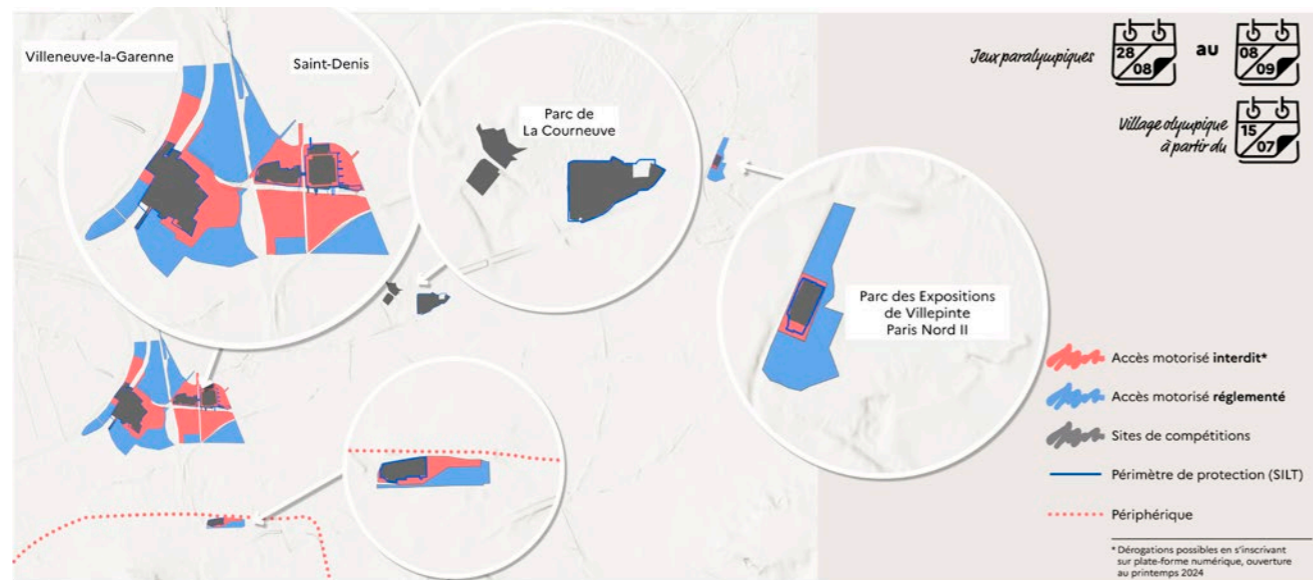 Villeneuve-la-Garenne
Saint-Denis
Parc de
La Courneuve
Parc des Expositions
de Villepinte
Paris Nord II
Jeux paralympiques
28
/08
au
08
/09
Village olympique
à partir du
15
/07
Accès motorisé interdit*
Accès motorisé réglementé
Sites de compétitions
Périmètre de protection (SILT)
Périphérique
* Dérogations possibles en s'inscrivant
sur plate-forme numérique, ouverture
au printemps 2024